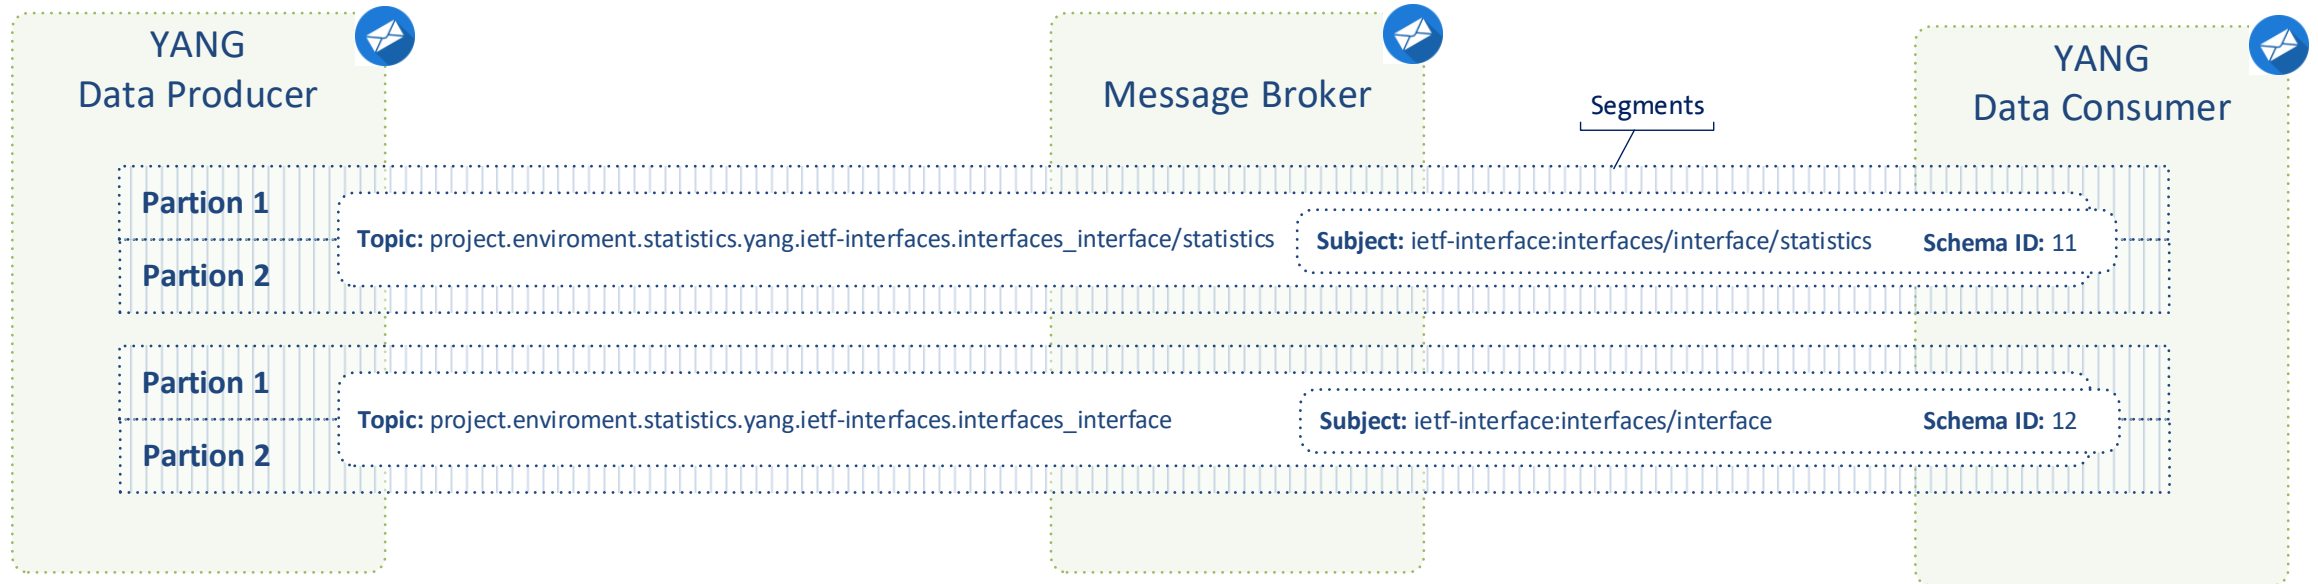 YANG
Data Producer
Message Broker
YANG
Data Consumer
Segments
Partion 1
Partion 2
Topic: project.enviroment.statistics.yang.ietf-interfaces.interfaces_interface/statistics
Subject: ietf-interface:interfaces/interface/statistics
Schema ID: 11
Partion 1
Partion 2
Topic: project.enviroment.statistics.yang.ietf-interfaces.interfaces_interface
Subject: ietf-interface:interfaces/interface
Schema ID: 12